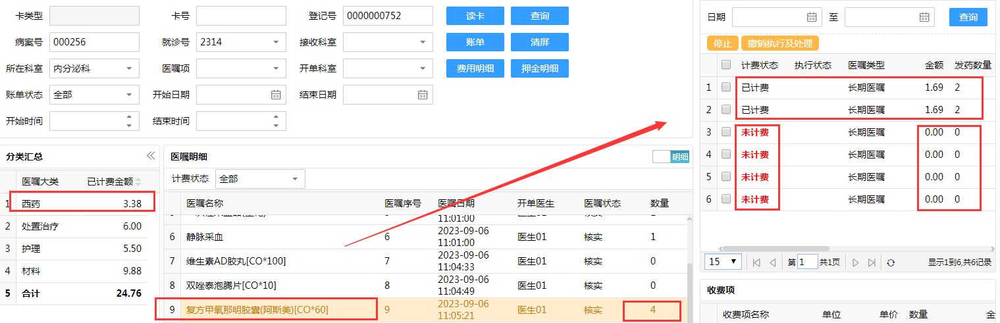 卡类型 卡号 登记号 0000000752 读卡 查询
病案号 000256 就诊号 2314 接收科室 账单 清屏
所在科室 内分泌科 医嘱项 开单科室 费用明细 押金明细
账单状态 全部 开始日期 结束日期
开始时间 结束时间
分类汇总
医嘱大类 已计费金额
1 西药 3.38
2 处置治疗 6.00
3 护理 5.50
4 材料 9.88
5 合计 24.76
医嘱明细 明细
计费状态 全部
医嘱名称 医嘱序号 医嘱日期 开单医生 医嘱状态 数量
11:01:00
6 静脉采血 6 2023-09-06 11:01:00 医生01 核实 1
7 维生素AD胶丸[CO*100] 7 2023-09-06 11:04:33 医生01 核实 0
8 双唑泰泡腾片[CO*10] 8 2023-09-06 11:04:49 医生01 核实 0
9 复方甲氧那明胶囊(阿斯美)[CO*60] 9 2023-09-06 11:05:21 医生01 核实 4
日期 至 查询
停止 撤销执行及处理
计费状态 执行状态 医嘱类型 金额 发药数量
1 已计费 长期医嘱 1.69 2
2 已计费 长期医嘱 1.69 2
3 未计费 长期医嘱 0.00 0
4 未计费 长期医嘱 0.00 0
5 未计费 长期医嘱 0.00 0
6 未计费 长期医嘱 0.00 0
15 第 1 共1页 显示1到6,共6记录
收费项
收费项名称 单位 单价 数量 金